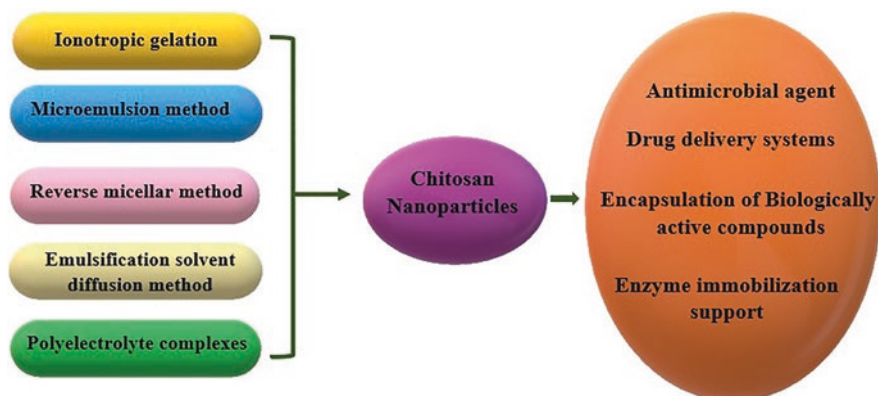 Ionotropic gelation
Microemulsion method
Reverse micellar method
Emulsification solvent
diffusion method
Polyelectrolyte complexes
Chitosan
Nanoparticles
Antimicrobial agent
Drug delivery systems
Encapsulation of Biologically
active compounds
Enzyme immobilization
support